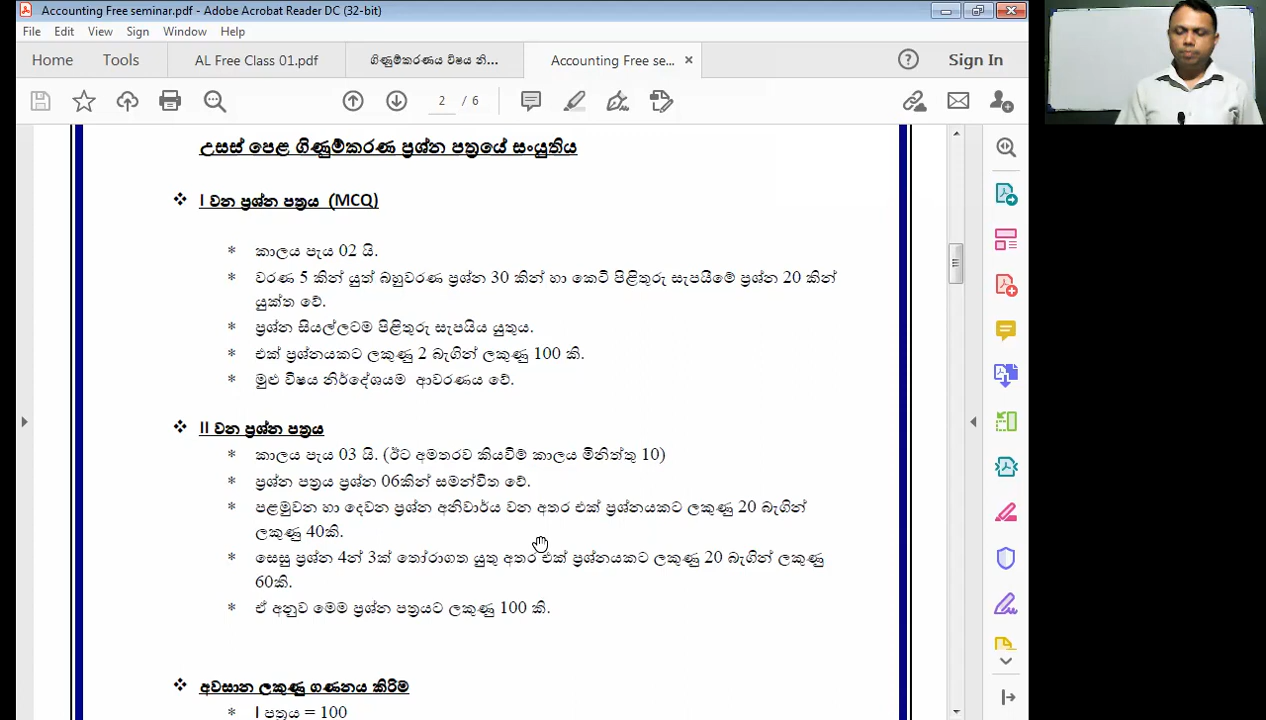 Accounting Free seminar.pdf - Adobe Acrobat Reader DC (32-bit)
File Edit View Sign Window Help
Home Tools AL Free Class 01.pdf ගිණුම්කරණය විෂය නි... Accounting Free se... × Sign In
2 / 6
උසස් පෙළ ගිණුම්කරණ ප්‍රශ්න පත්‍රයේ සංයුතිය
❖ I වන ප්‍රශ්න පත්‍රය (MCQ)
* කාලය පැය 02 යි.
* වරණ 5 කින් යුත් බහුවරණ ප්‍රශ්න 30 කින් හා කෙටි පිළිතුරු සැපයීමේ ප්‍රශ්න 20 කින්
යුක්ත වේ.
* ප්‍රශ්න සියල්ලටම පිළිතුරු සැපයිය යුතුය.
* එක් ප්‍රශ්නයකට ලකුණු 2 බැගින් ලකුණු 100 කි.
* මුළු විෂය නිර්දේශයම ආවරණය වේ.
❖ II වන ප්‍රශ්න පත්‍රය
* කාලය පැය 03 යි. (ඊට අමතරව කියවීම් කාලය මිනිත්තු 10)
* ප්‍රශ්න පත්‍රය ප්‍රශ්න 06කින් සමන්විත වේ.
* පළමුවන හා දෙවන ප්‍රශ්න අනිවාර්ය වන අතර එක් ප්‍රශ්නයකට ලකුණු 20 බැගින්
ලකුණු 40කි.
* සෙසු ප්‍රශ්න 4න් 3ක් තෝරාගත යුතු අතර එක් ප්‍රශ්නයකට ලකුණු 20 බැගින් ලකුණු
60කි.
* ඒ අනුව මෙම ප්‍රශ්න පත්‍රයට ලකුණු 100 කි.
❖ අවසාන ලකුණු ගණනය කිරීම
* I පත්‍රය = 100